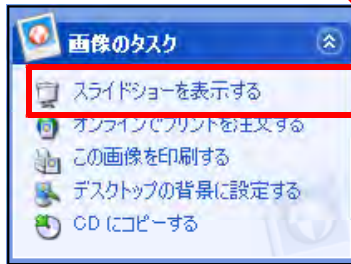 画像のタスク
スライドショーを表示する
オンラインでプリントを注文する
この画像を印刷する
デスクトップの背景に設定する
CD にコピーする